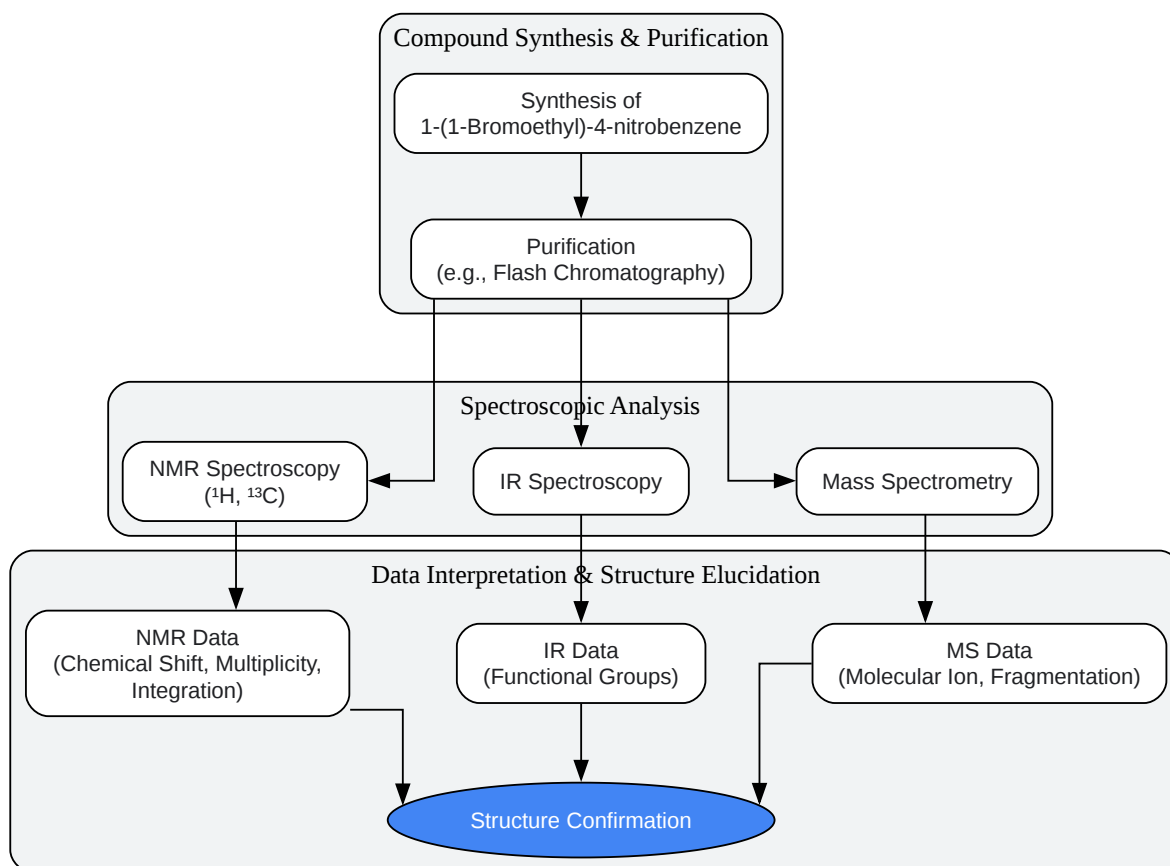 Compound Synthesis & Purification
Synthesis of
1-(1-Bromoethyl)-4-nitrobenzene
Purification
(e.g., Flash Chromatography)
Spectroscopic Analysis
NMR Spectroscopy
(¹H, ¹³C)
IR Spectroscopy
Mass Spectrometry
Data Interpretation & Structure Elucidation
NMR Data
(Chemical Shift, Multiplicity,
Integration)
IR Data
(Functional Groups)
MS Data
(Molecular Ion, Fragmentation)
Structure Confirmation